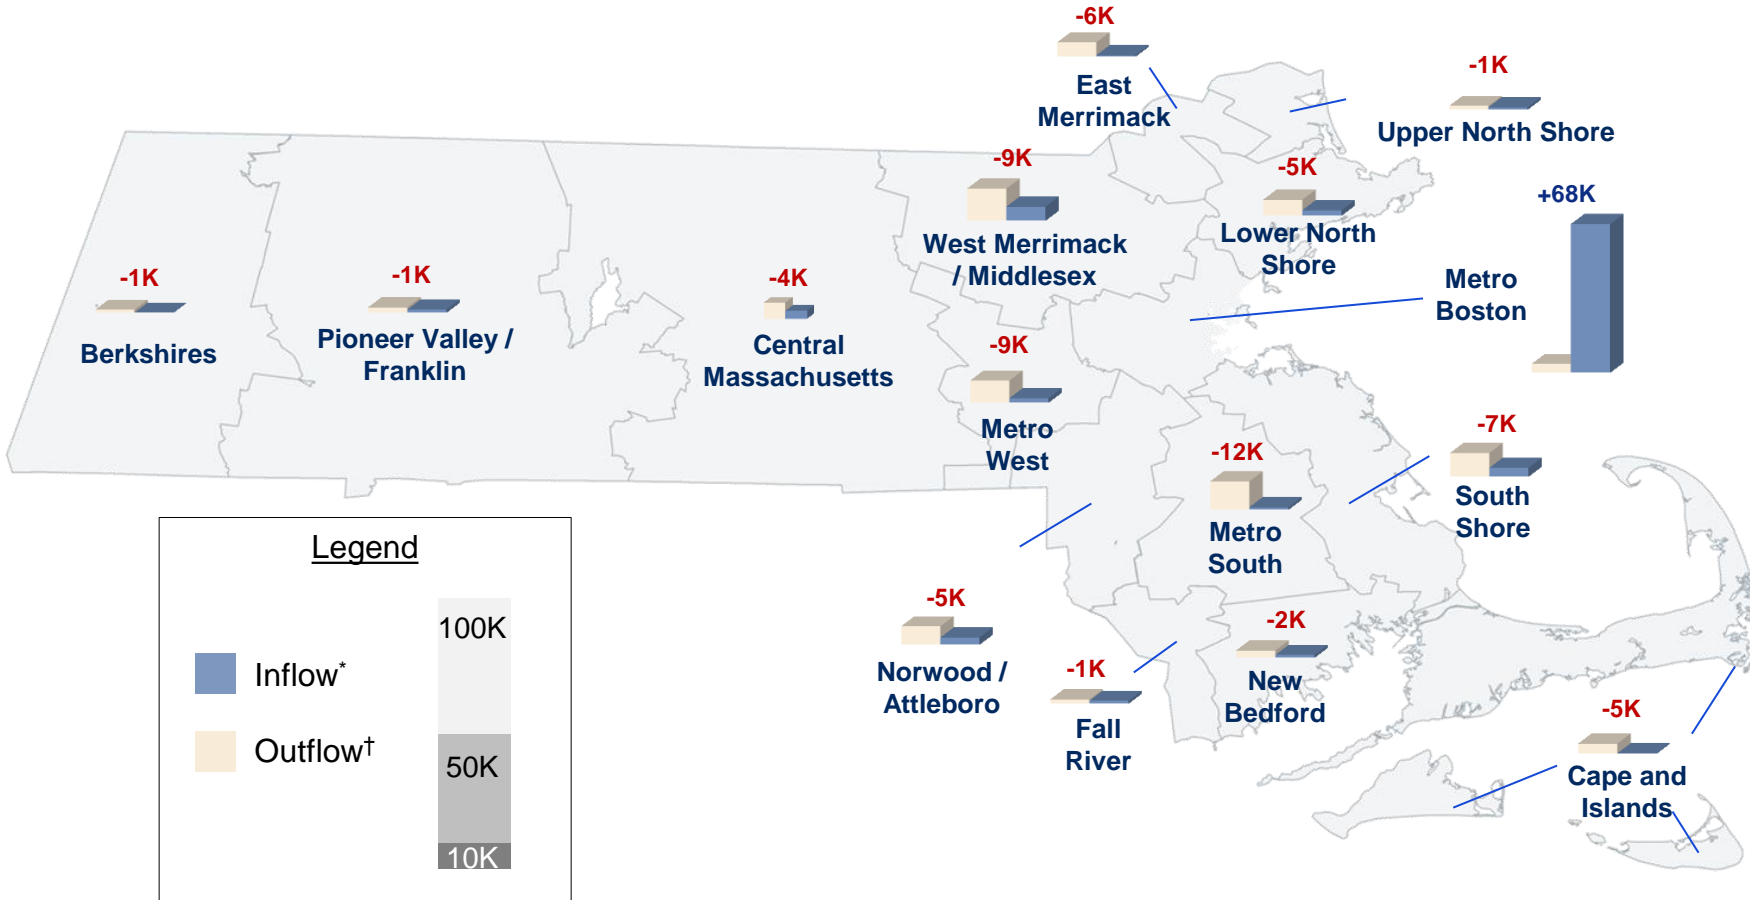 -6K
East
Merrimack
-1K
Upper North Shore
-9K
West Merrimack
/ Middlesex
-5K
Lower North
Shore
+68K
Metro
Boston
-1K
Berkshires
-1K
Pioneer Valley /
Franklin
-4K
Central
Massachusetts
-9K
Metro
West
-12K
Metro
South
-7K
South
Shore
-5K
Norwood /
Attleboro
-1K
Fall
River
-2K
New
Bedford
-5K
Cape and
Islands
Legend
Inflow*
Outflow†
100K
50K
10K